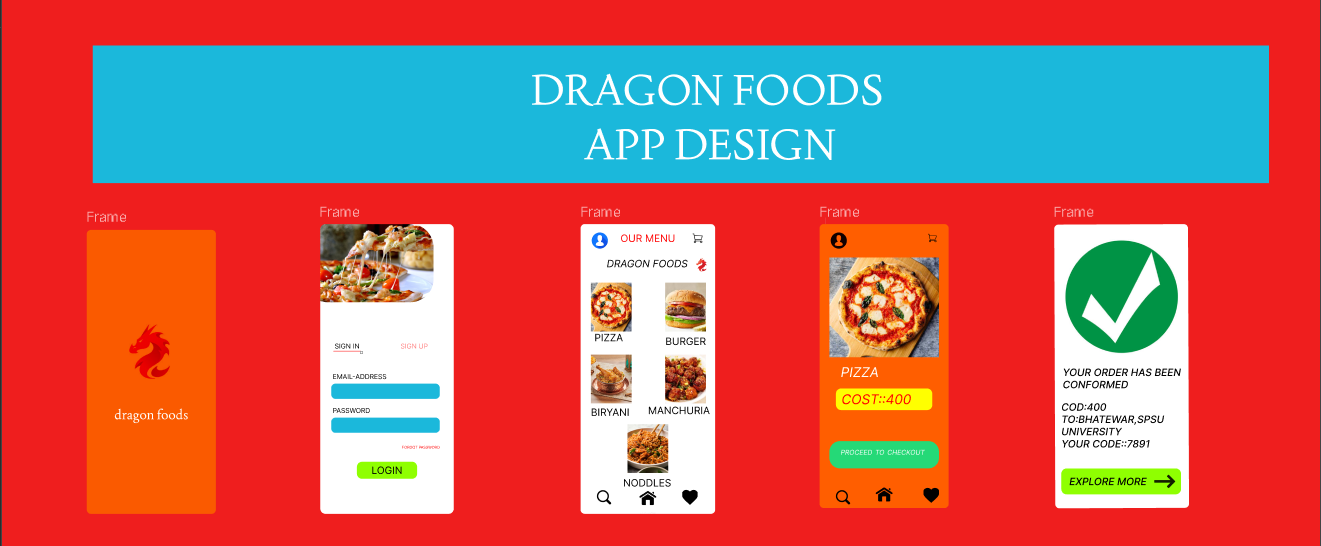 DRAGON FOODS
APP DESIGN
Frame
dragon foods
Frame
SIGN IN
SIGN UP
EMAIL-ADDRESS
PASSWORD
FORGOT PASSWORD
LOGIN
Frame
OUR MENU
DRAGON FOODS
PIZZA
BURGER
BIRYANI
MANCHURIA
NODDLES
Frame
PIZZA
COST::400
PROCEED TO CHECKOUT
Frame
YOUR ORDER HAS BEEN
CONFORMED
COD:400
TO:BHATEWAR,SPSU
UNIVERSITY
YOUR CODE::7891
EXPLORE MORE